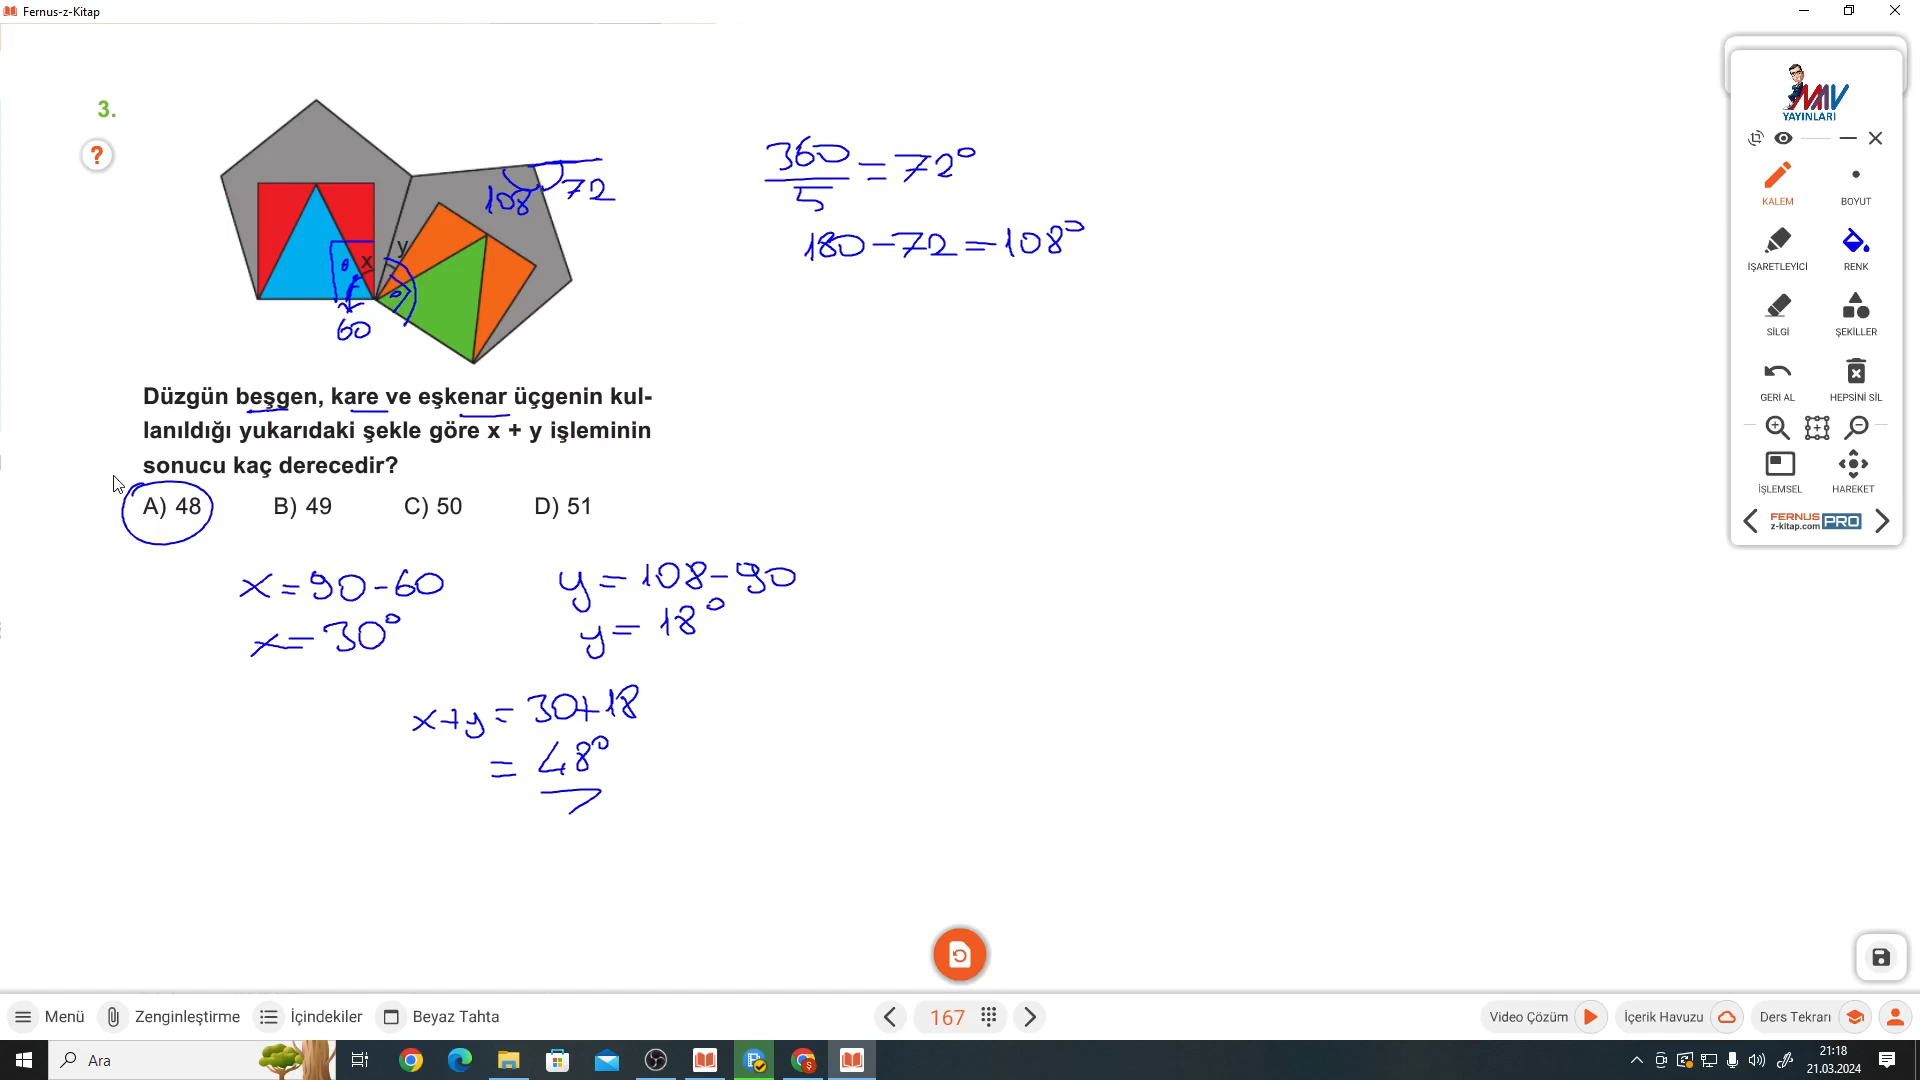 Fernus-z-Kitap
3.
?
108
72
y
x
60
360
5
= 72°
180 - 72 = 108°
Düzgün beşgen, kare ve eşkenar üçgenin kul-
lanıldığı yukarıdaki şekle göre x + y işleminin
sonucu kaç derecedir?
A) 48 B) 49 C) 50 D) 51
x = 90 - 60
x = 30°
y = 108 - 90
y = 18°
x+y = 30+18
= 48°
MAV
YAYINLARI
KALEM BOYUT
İŞARETLEYİCİ RENK
SİLGİ ŞEKİLLER
GERİ AL HEPSİNİ SİL
İŞLEMSEL HAREKET
FERNUS
z-kitap.com PRO
Menü Zenginleştirme İçindekiler Beyaz Tahta 167 Video Çözüm İçerik Havuzu Ders Tekrarı
Ara
21:18
21.03.2024